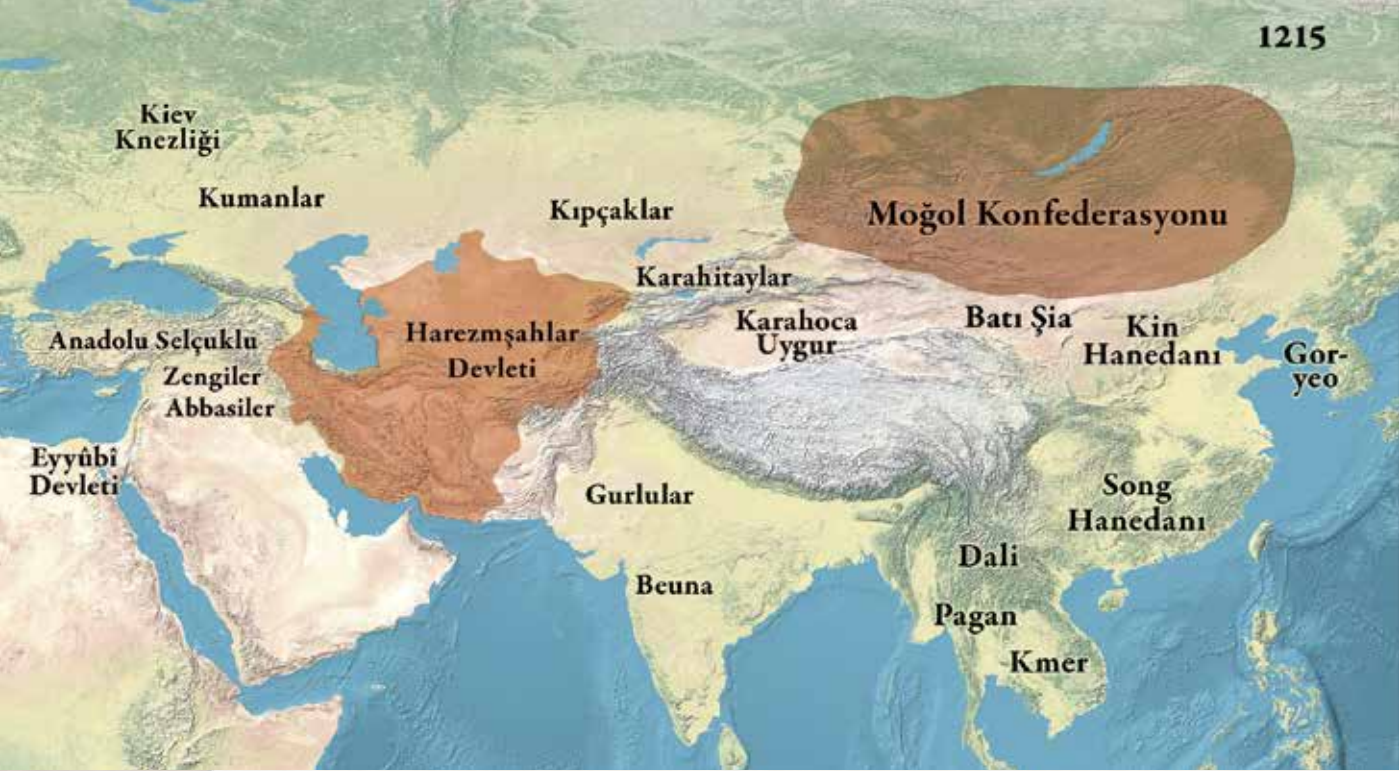 1215
Kiev
Knezliği
Kumanlar
Kıpçaklar
Moğol Konfederasyonu
Karahitaylar
Anadolu Selçuklu
Harezmşahlar
Devleti
Karahoca
Uygur
Batı Şia
Kin
Hanedanı
Gor-
yeo
Zengiler
Abbasiler
Eyyûbî
Devleti
Gurlular
Song
Hanedanı
Dali
Beuna
Pagan
Kmer